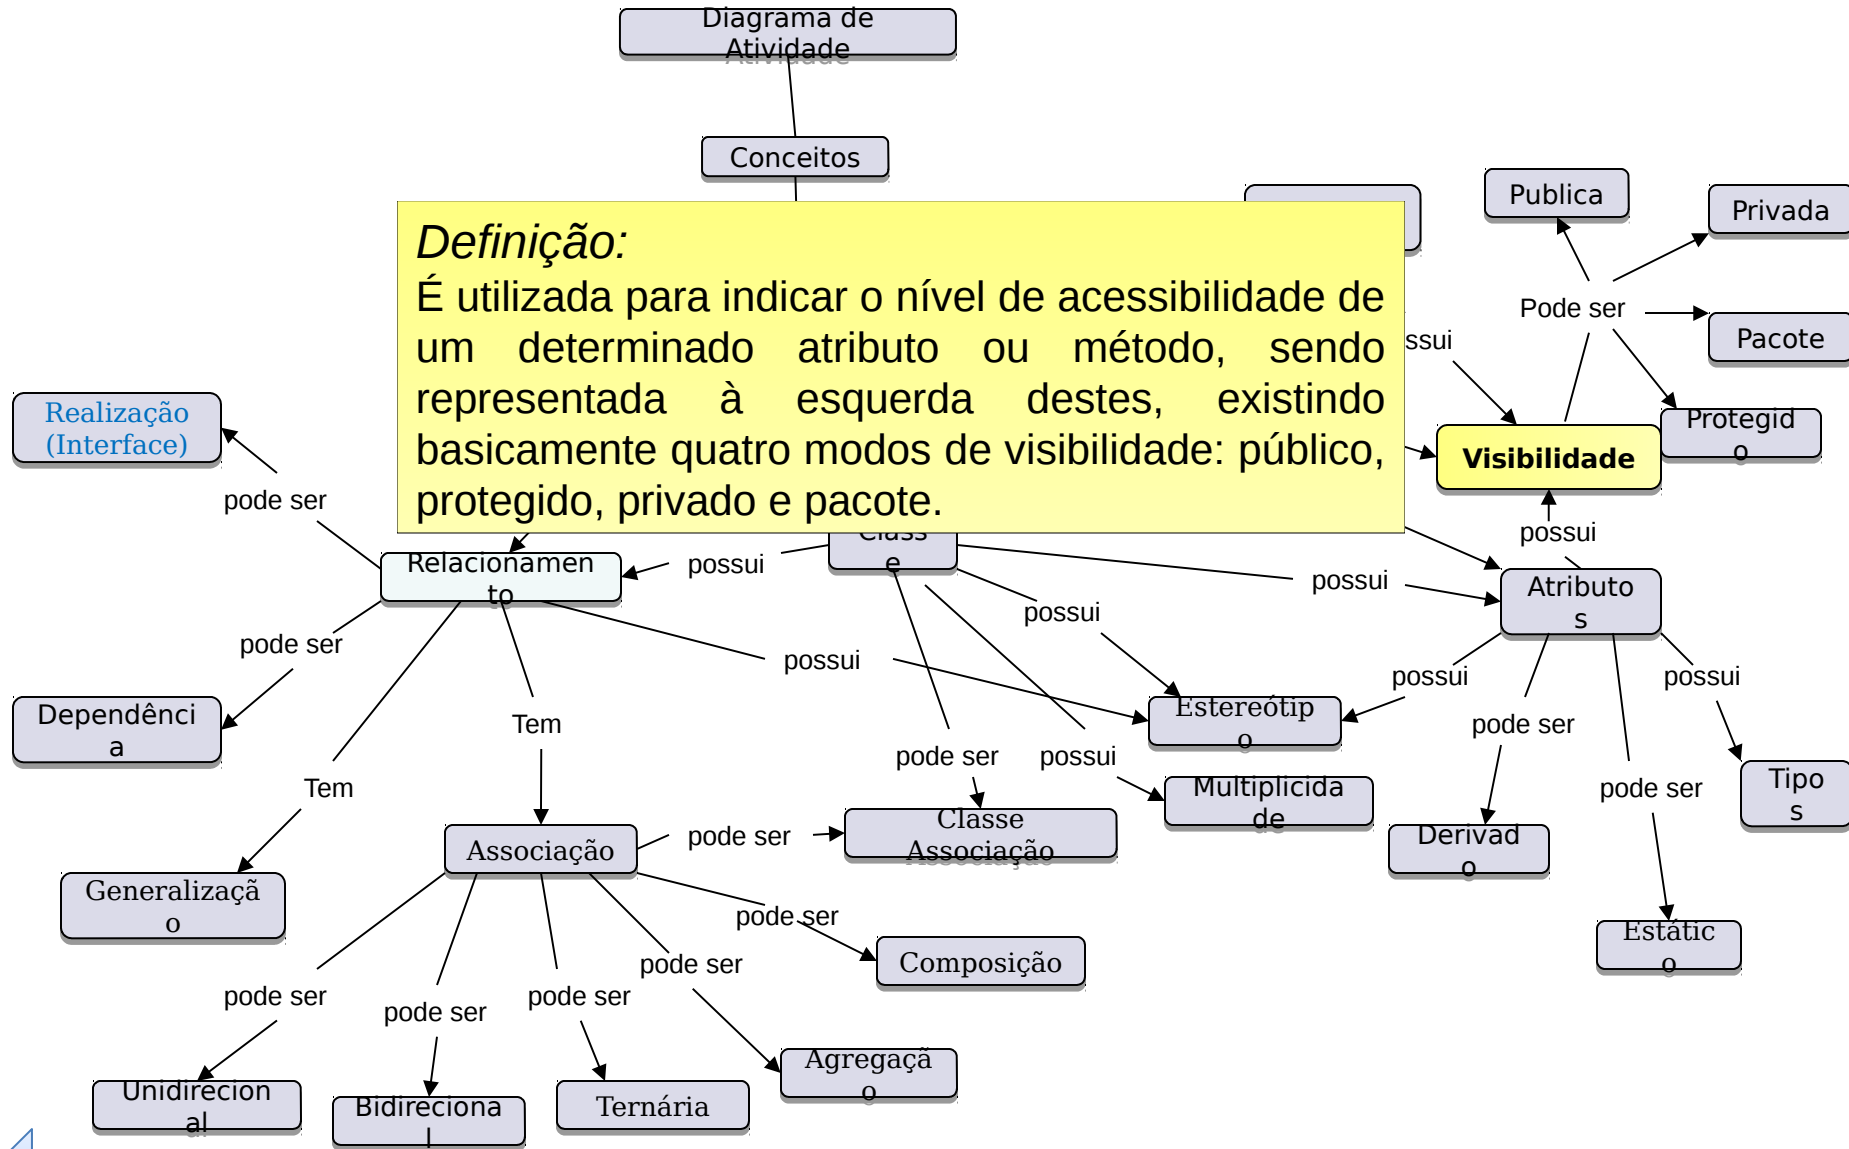 Diagrama de
Atividade
Conceitos
Publica
Privada
Pode ser
Pacote
Protegid
o
Visibilidade
ssui
Definição:
É utilizada para indicar o nível de acessibilidade de
um determinado atributo ou método, sendo
representada à esquerda destes, existindo
basicamente quatro modos de visibilidade: público,
protegido, privado e pacote.
Realização
(Interface)
pode ser
Relacionamen
to
possui
Class
e
possui
possui
possui
Atributo
s
pode ser
possui
possui
possui
Dependênci
a
Tem
Estereótip
o
pode ser
pode ser
possui
Multiplicida
de
pode ser
Tipo
s
Tem
Associação
pode ser
Classe
Associação
Derivad
o
Generalizaçã
o
pode ser
Composição
Estátic
o
pode ser
pode ser
pode ser
pode ser
Agregaçã
o
Unidirecion
al
Bidireciona
l
Ternária